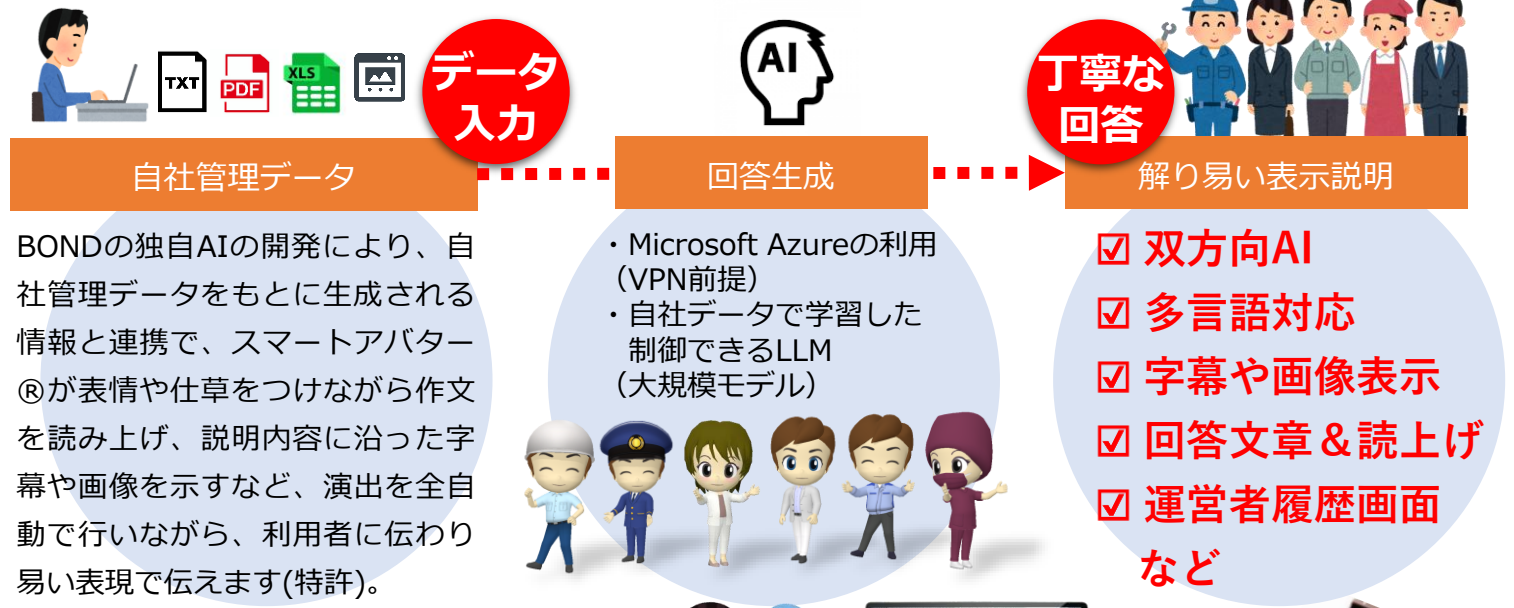 TXT
PDF
XLS
データ
入力
AI
丁寧な
回答
自社管理データ
回答生成
解り易い表示説明
BONDの独自AIの開発により、自
社管理データをもとに生成される
情報と連携で、スマートアバター
®が表情や仕草をつけながら作文
を読み上げ、説明内容に沿った字
幕や画像を示すなど、演出を全自
動で行いながら、利用者に伝わり
易い表現で伝えます(特許)。
・Microsoft Azureの利用
（VPN前提）
・自社データで学習した
制御できるLLM
（大規模モデル）
☑ 双方向AI
☑ 多言語対応
☑ 字幕や画像表示
☑ 回答文章＆読上げ
☑ 運営者履歴画面
など